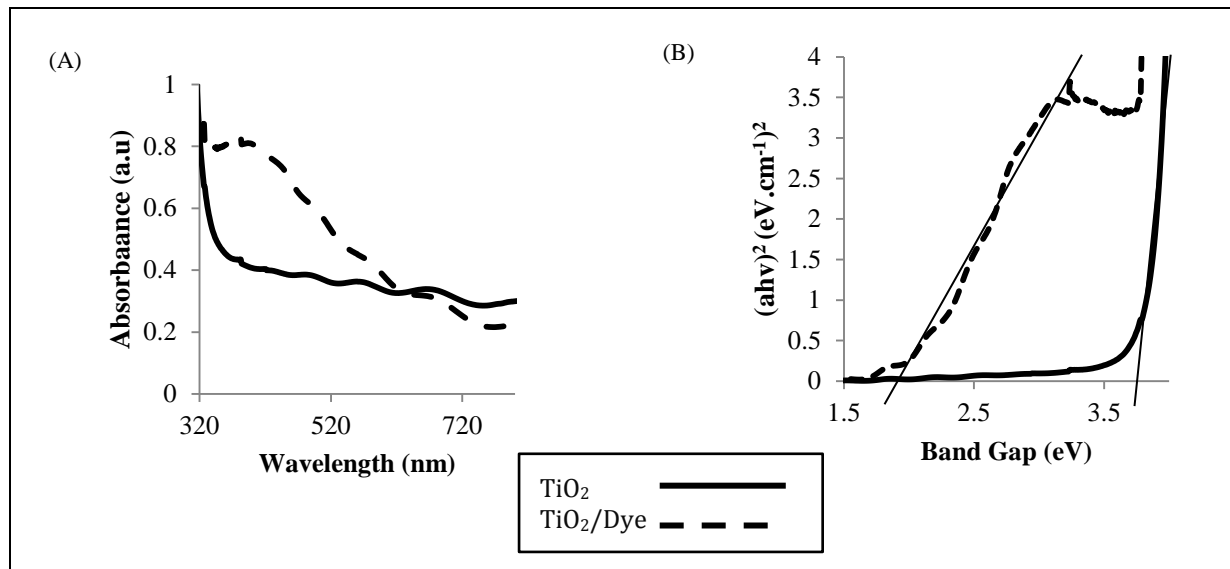 (A)
Absorbaance (a.u)
1
0.8
0.6
0.4
0.2
0
320 520 720
Wavelength (nm)
(B)
(ahv)² (eV.cm⁻¹)²
4
3.5
3
2.5
2
1.5
1
0.5
0
1.5 2.5 3.5
Band Gap (eV)
TiO₂
TiO₂/Dye